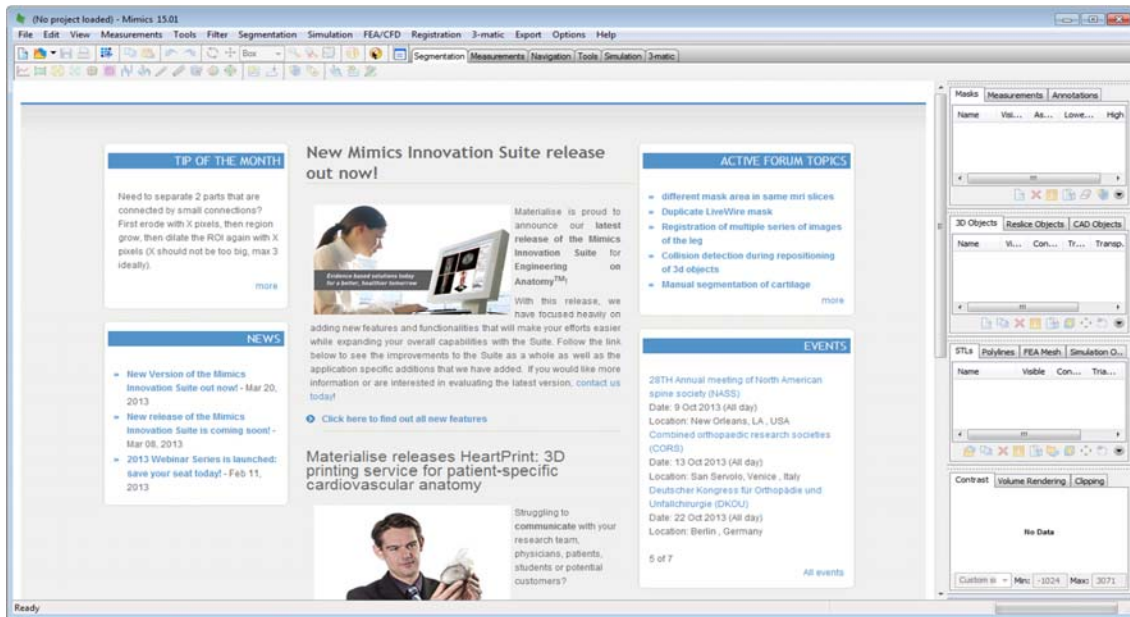 (No project loaded) - Mimics 15.01
File Edit View Measurements Tools Filter Segmentation Simulation FEA/CFD Registration 3-matic Export Options Help
Box
Segmentation Measurements Navigation Tools Simulation 3-matic
TIP OF THE MONTH
Need to separate 2 parts that are
connected by small connections?
First erode with X pixels, then region
grow, then dilate the ROI again with X
pixels (X should not be too big, max 3
ideally).
more
NEWS
» New Version of the Mimics
Innovation Suite out now! - Mar 20,
2013
» New release of the Mimics
Innovation Suite is coming soon! -
Mar 08, 2013
» 2013 Webinar Series is launched:
save your seat today! - Feb 11,
2013
New Mimics Innovation Suite release
out now!
Evidence based solutions today
for a better, healthier tomorrow
Materialise is proud to
announce our latest
release of the Mimics
Innovation Suite for
Engineering on
Anatomy™!
With this release, we
have focused heavily on
adding new features and functionalities that will make your efforts easier
while expanding your overall capabilities with the Suite. Follow the link
below to see the improvements to the Suite as a whole as well as the
application specific additions that we have added. If you would like more
information or are interested in evaluating the latest version, contact us
today!
Click here to find out all new features
Materialise releases HeartPrint: 3D
printing service for patient-specific
cardiovascular anatomy
Struggling to
communicate with your
research team,
physicians, patients,
students or potential
customers?
ACTIVE FORUM TOPICS
» different mask area in same mri slices
» Duplicate LiveWire mask
» Registration of multiple series of images
of the leg
» Collision detection during repositioning
of 3d objects
» Manual segmentation of cartilage
more
EVENTS
28TH Annual meeting of North American
spine society (NASS)
Date: 9 Oct 2013 (All day)
Location: New Orleans, LA , USA
Combined orthopaedic research societies
(CORS)
Date: 13 Oct 2013 (All day)
Location: San Servolo, Venice , Italy
Deutscher Kongress für Orthopädie und
Unfallchirurgie (DKOU)
Date: 22 Oct 2013 (All day)
Location: Berlin , Germany
5 of 7
All events
Masks Measurements Annotations
Name Visi... As... Lowe... High
3D Objects Reslice Objects CAD Objects
Name Vi... Con... Tr... Transp.
STLs Polylines FEA Mesh Simulation O...
Name Visible Con... Tria...
Contrast Volume Rendering Clipping
No Data
Custom si Min: -1024 Max: 3071
Ready